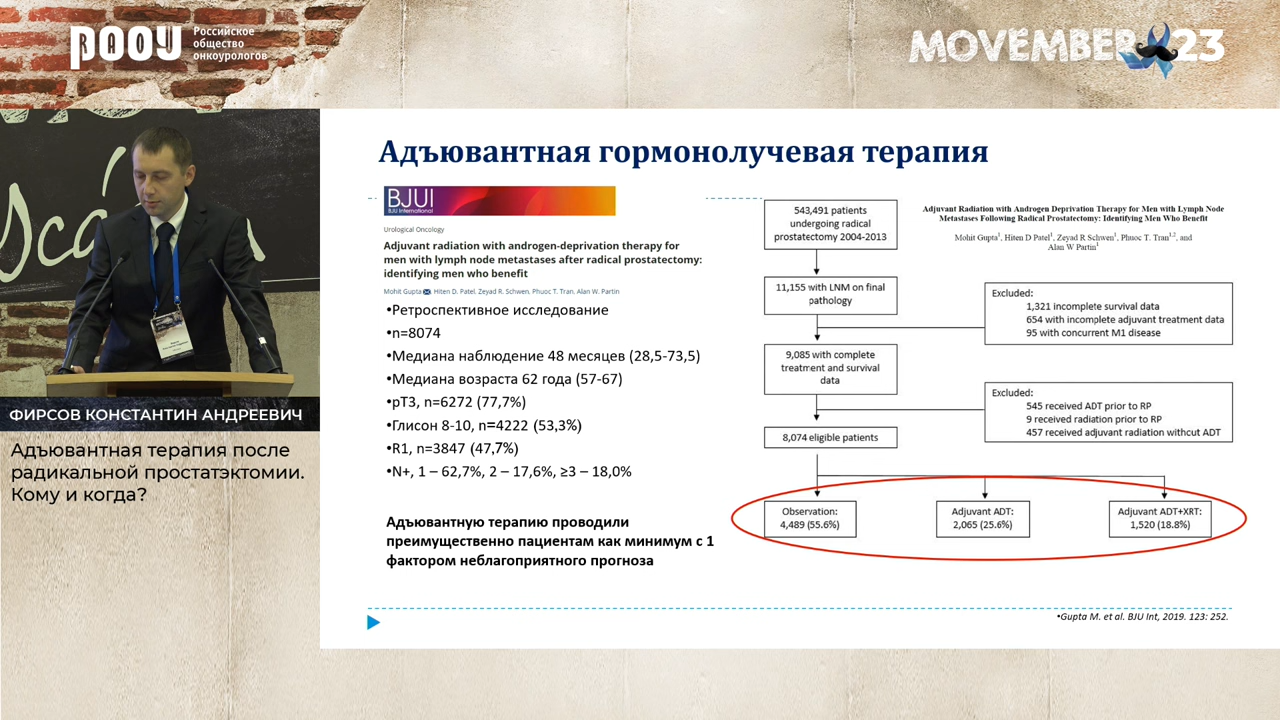 РООУ
Российское
общество
онкоурологов
MOVEMBER 23
ФИРСОВ КОНСТАНТИН АНДРЕЕВИЧ
Адъювантная терапия после
радикальной простатэктомии.
Кому и когда?
Адъювантная гормонолучевая терапия
BJUI
BJU International
Urological Oncology
Adjuvant radiation with androgen-deprivation therapy for
men with lymph node metastases after radical prostatectomy:
identifying men who benefit
Mohit Gupta, Hiten D. Patel, Zeyad R. Schwen, Phuoc T. Tran, Alan W. Partin
•Ретроспективное исследование
•n=8074
•Медиана наблюдение 48 месяцев (28,5-73,5)
•Медиана возраста 62 года (57-67)
•pT3, n=6272 (77,7%)
•Глисон 8-10, n=4222 (53,3%)
•R1, n=3847 (47,7%)
•N+, 1 – 62,7%, 2 – 17,6%, ≥3 – 18,0%
Адъювантную терапию проводили
преимущественно пациентам как минимум с 1
фактором неблагоприятного прогноза
543,491 patients
undergoing radical
prostatectomy 2004-2013
11,155 with LNM on final
pathology
9,085 with complete
treatment and survival
data
8,074 eligible patients
Observation:
4,489 (55.6%)
Adjuvant ADT:
2,065 (25.6%)
Adjuvant ADT+XRT:
1,520 (18.8%)
Adjuvant Radiation with Androgen Deprivation Therapy for Men with Lymph Node
Metastases Following Radical Prostatectomy: Identifying Men Who Benefit
Mohit Gupta1, Hiten D Patel1, Zeyad R Schwen1, Phuoc T. Tran1,2, and
Alan W Partin1
Excluded:
1,321 incomplete survival data
654 with incomplete adjuvant treatment data
95 with concurrent M1 disease
Excluded:
545 received ADT prior to RP
9 received radiation prior to RP
457 received adjuvant radiation without ADT
•Gupta M. et al. BJU Int, 2019. 123: 252.